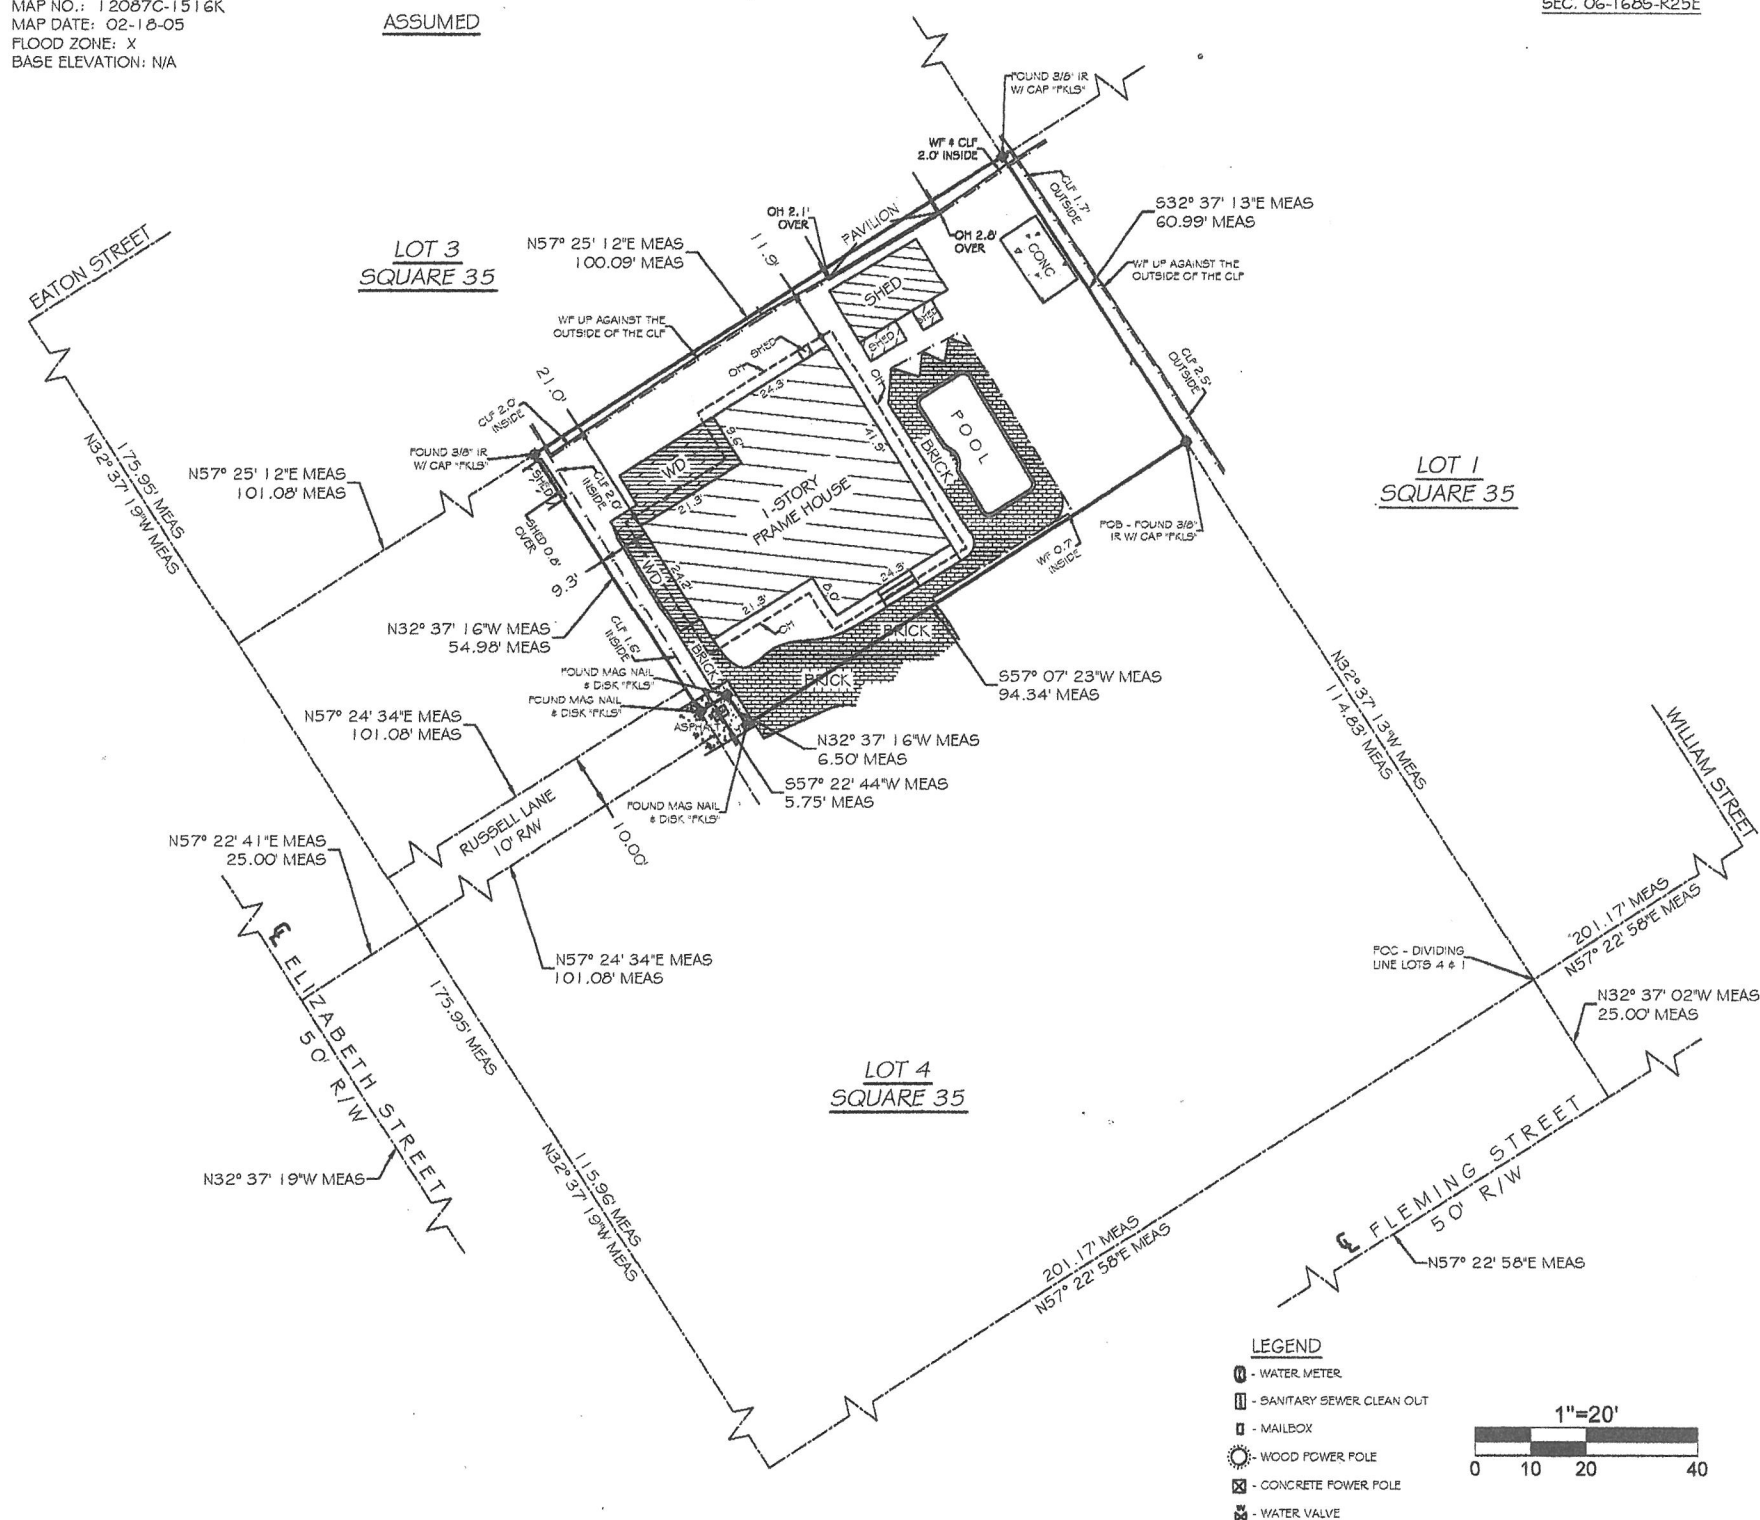 MAP NO.: 12087C-1516K
MAP DATE: 02-18-05
FLOOD ZONE: X
BASE ELEVATION: N/A
ASSUMED
SEC. 06-T68S-R25E
FOUND 3/8" IR
W/ CAP "FKLS"
WF & CLF
2.0' INSIDE
CLF 1.7'
OUTSIDE
S32° 37' 13"E MEAS
60.99' MEAS
OH 2.1'
OVER
PAVILION
OH 2.8'
OVER
CONC
WF UP AGAINST THE
OUTSIDE OF THE CLF
EATON STREET
LOT 3
SQUARE 35
N57° 25' 12"E MEAS
100.09' MEAS
11.9'
SHED
SHED
SHED
WF UP AGAINST THE
OUTSIDE OF THE CLF
SHED
OH
24.3'
OH
CLF 2.5'
OUTSIDE
21.0'
CLF 2.0'
INSIDE
FOUND 3/8" IR
W/ CAP "FKLS"
SHED
CLF 2.0'
INSIDE
WD
9.6'
41.9'
BRICK
POOL
LOT 1
SQUARE 35
N57° 25' 12"E MEAS
101.08' MEAS
175.95' MEAS
N32° 37' 19"W MEAS
21.3'
1-STORY
FRAME HOUSE
SHED 0.8'
OVER
POB - FOUND 3/8"
IR W/ CAP "FKLS"
WF 0.7'
INSIDE
9.3'
WD
24.2'
24.3'
8.0'
21.3'
OH
N32° 37' 16"W MEAS
54.98' MEAS
CLF 1.6'
INSIDE
BRICK
BRICK
BRICK
FOUND MAG NAIL
& DISK "FKLS"
FOUND MAG NAIL
& DISK "FKLS"
ASPHALT
S57° 07' 23"W MEAS
94.34' MEAS
N57° 24' 34"E MEAS
101.08' MEAS
N32° 37' 16"W MEAS
6.50' MEAS
S57° 22' 44"W MEAS
5.75' MEAS
FOUND MAG NAIL
& DISK "FKLS"
N32° 37' 13"W MEAS
114.83' MEAS
WILLIAM STREET
RUSSELL LANE
10' R/W
10.00'
N57° 22' 41"E MEAS
25.00' MEAS
N57° 24' 34"E MEAS
101.08' MEAS
201.17' MEAS
N57° 22' 58"E MEAS
POC - DIVIDING
LINE LOTS 4 & 1
N32° 37' 02"W MEAS
25.00' MEAS
℄ ELIZABETH STREET
50' R/W
175.95' MEAS
LOT 4
SQUARE 35
N32° 37' 19"W MEAS
115.96' MEAS
N32° 37' 19"W MEAS
℄ FLEMING STREET
50' R/W
N57° 22' 58"E MEAS
201.17' MEAS
N57° 22' 58"E MEAS
LEGEND
- WATER METER
- SANITARY SEWER CLEAN OUT
- MAILBOX
- WOOD POWER POLE
- CONCRETE POWER POLE
- WATER VALVE
1"=20'
0 10 20 40